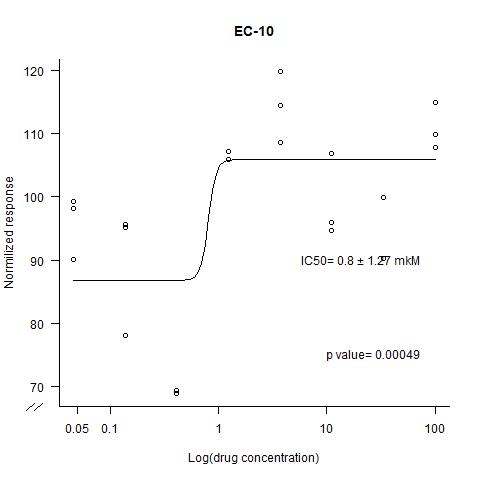 EC-10
120
110
100
90
80
70
Normilized response
IC50= 0.8 ± 1.27 mkM
p value= 0.00049
0.05 0.1 1 10 100
Log(drug concentration)